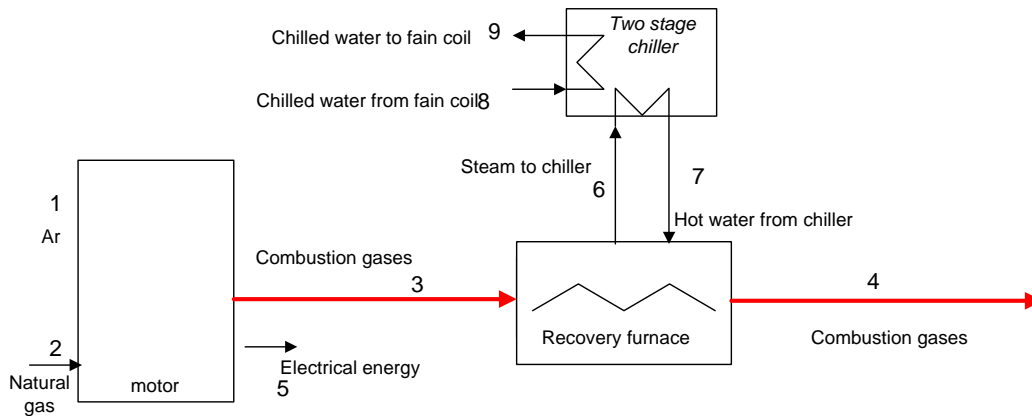 Two stage
chiller
9
Chilled water to fain coil
Chilled water from fain coil
8
Steam to chiller
6
7
Hot water from chiller
1
Ar
Combustion gases
3
4
Recovery furnace
Combustion gases
2
Natural
gas
motor
Electrical energy
5